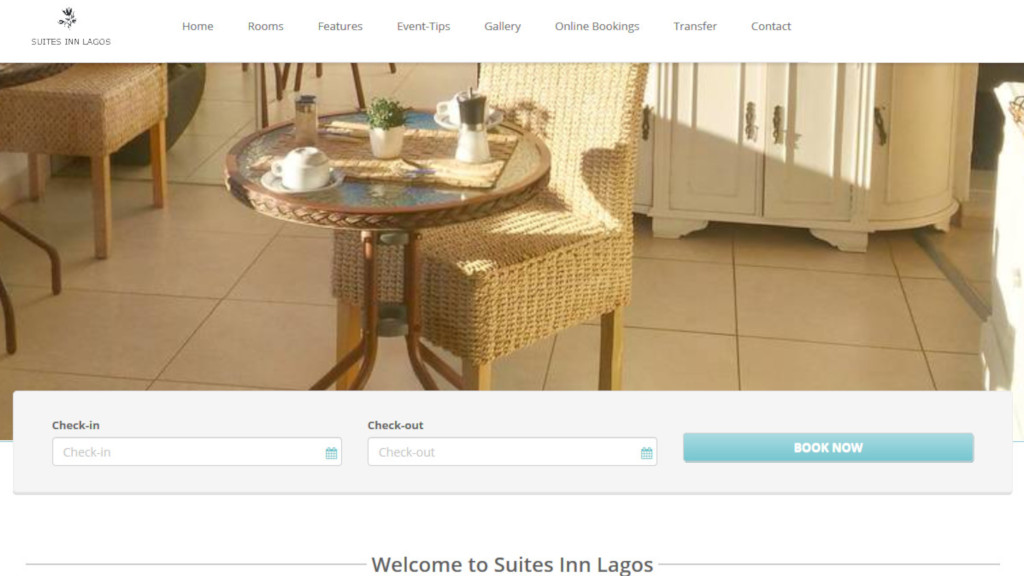 SUITES INN LAGOS
Home Rooms Features Event-Tips Gallery Online Bookings Transfer Contact
Check-in Check-out
Check-in Check-out BOOK NOW
Welcome to Suites Inn Lagos